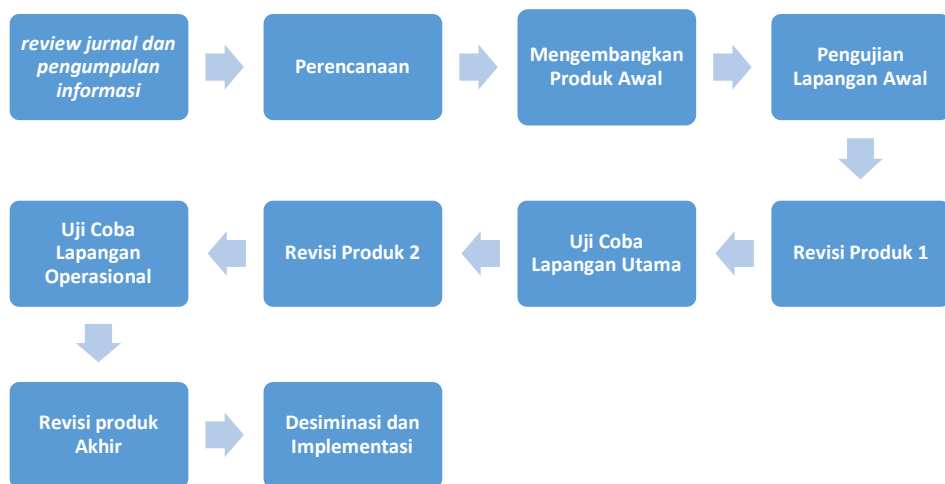 review jurnal dan
pengumpulan
informasi
Perencanaan
Mengembangkan
Produk Awal
Pengujian
Lapangan Awal
Revisi Produk 1
Uji Coba
Lapangan Utama
Revisi Produk 2
Uji Coba
Lapangan
Operasional
Revisi produk
Akhir
Desiminasi dan
Implementasi